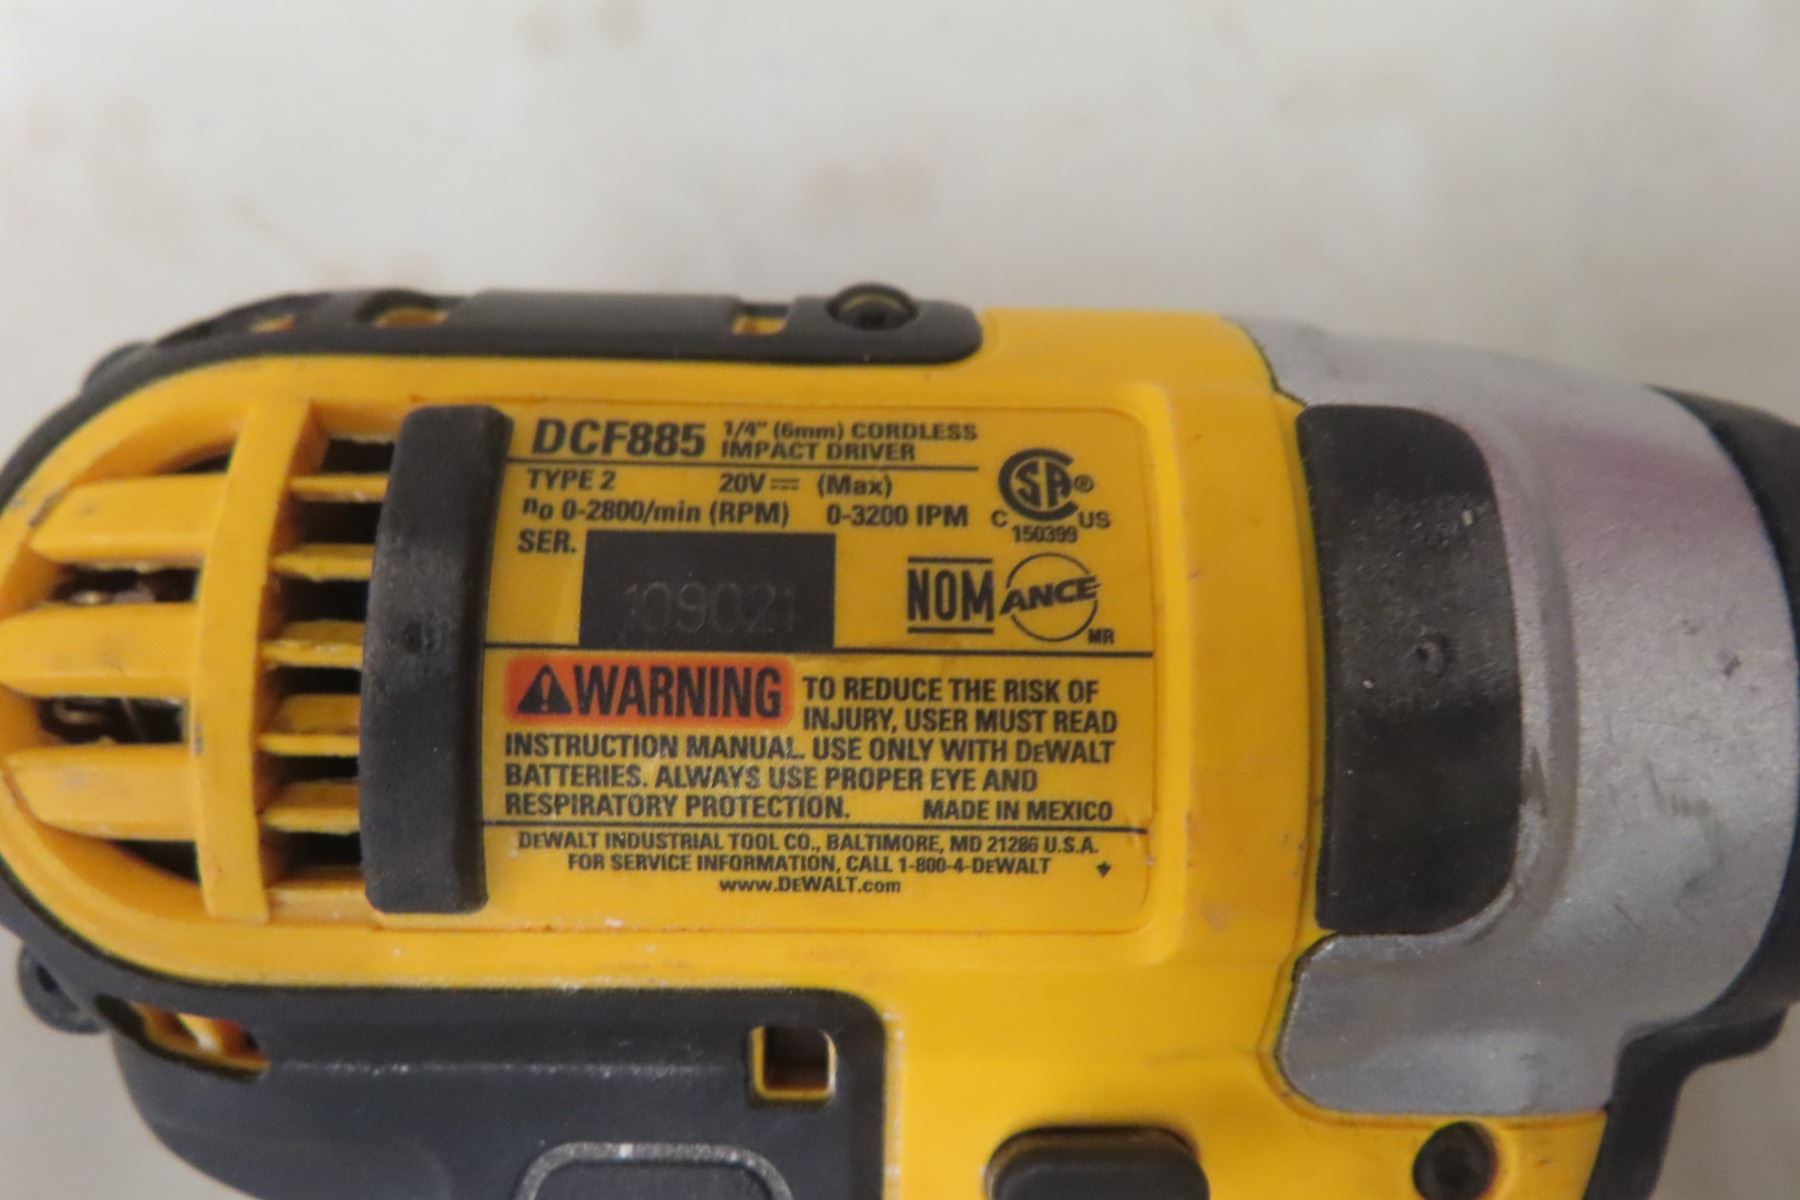 DCF885 1/4" (6mm) CORDLESS
IMPACT DRIVER
TYPE 2 20V⎓ (Max)
no 0-2800/min (RPM) 0-3200 IPM
SER. 109021
CSA®
C US
150399
NOM ANCE
MR
⚠WARNING TO REDUCE THE RISK OF
INJURY, USER MUST READ
INSTRUCTION MANUAL. USE ONLY WITH DEWALT
BATTERIES. ALWAYS USE PROPER EYE AND
RESPIRATORY PROTECTION. MADE IN MEXICO
DEWALT INDUSTRIAL TOOL CO., BALTIMORE, MD 21286 U.S.A.
FOR SERVICE INFORMATION, CALL 1-800-4-DEWALT
www.DEWALT.com